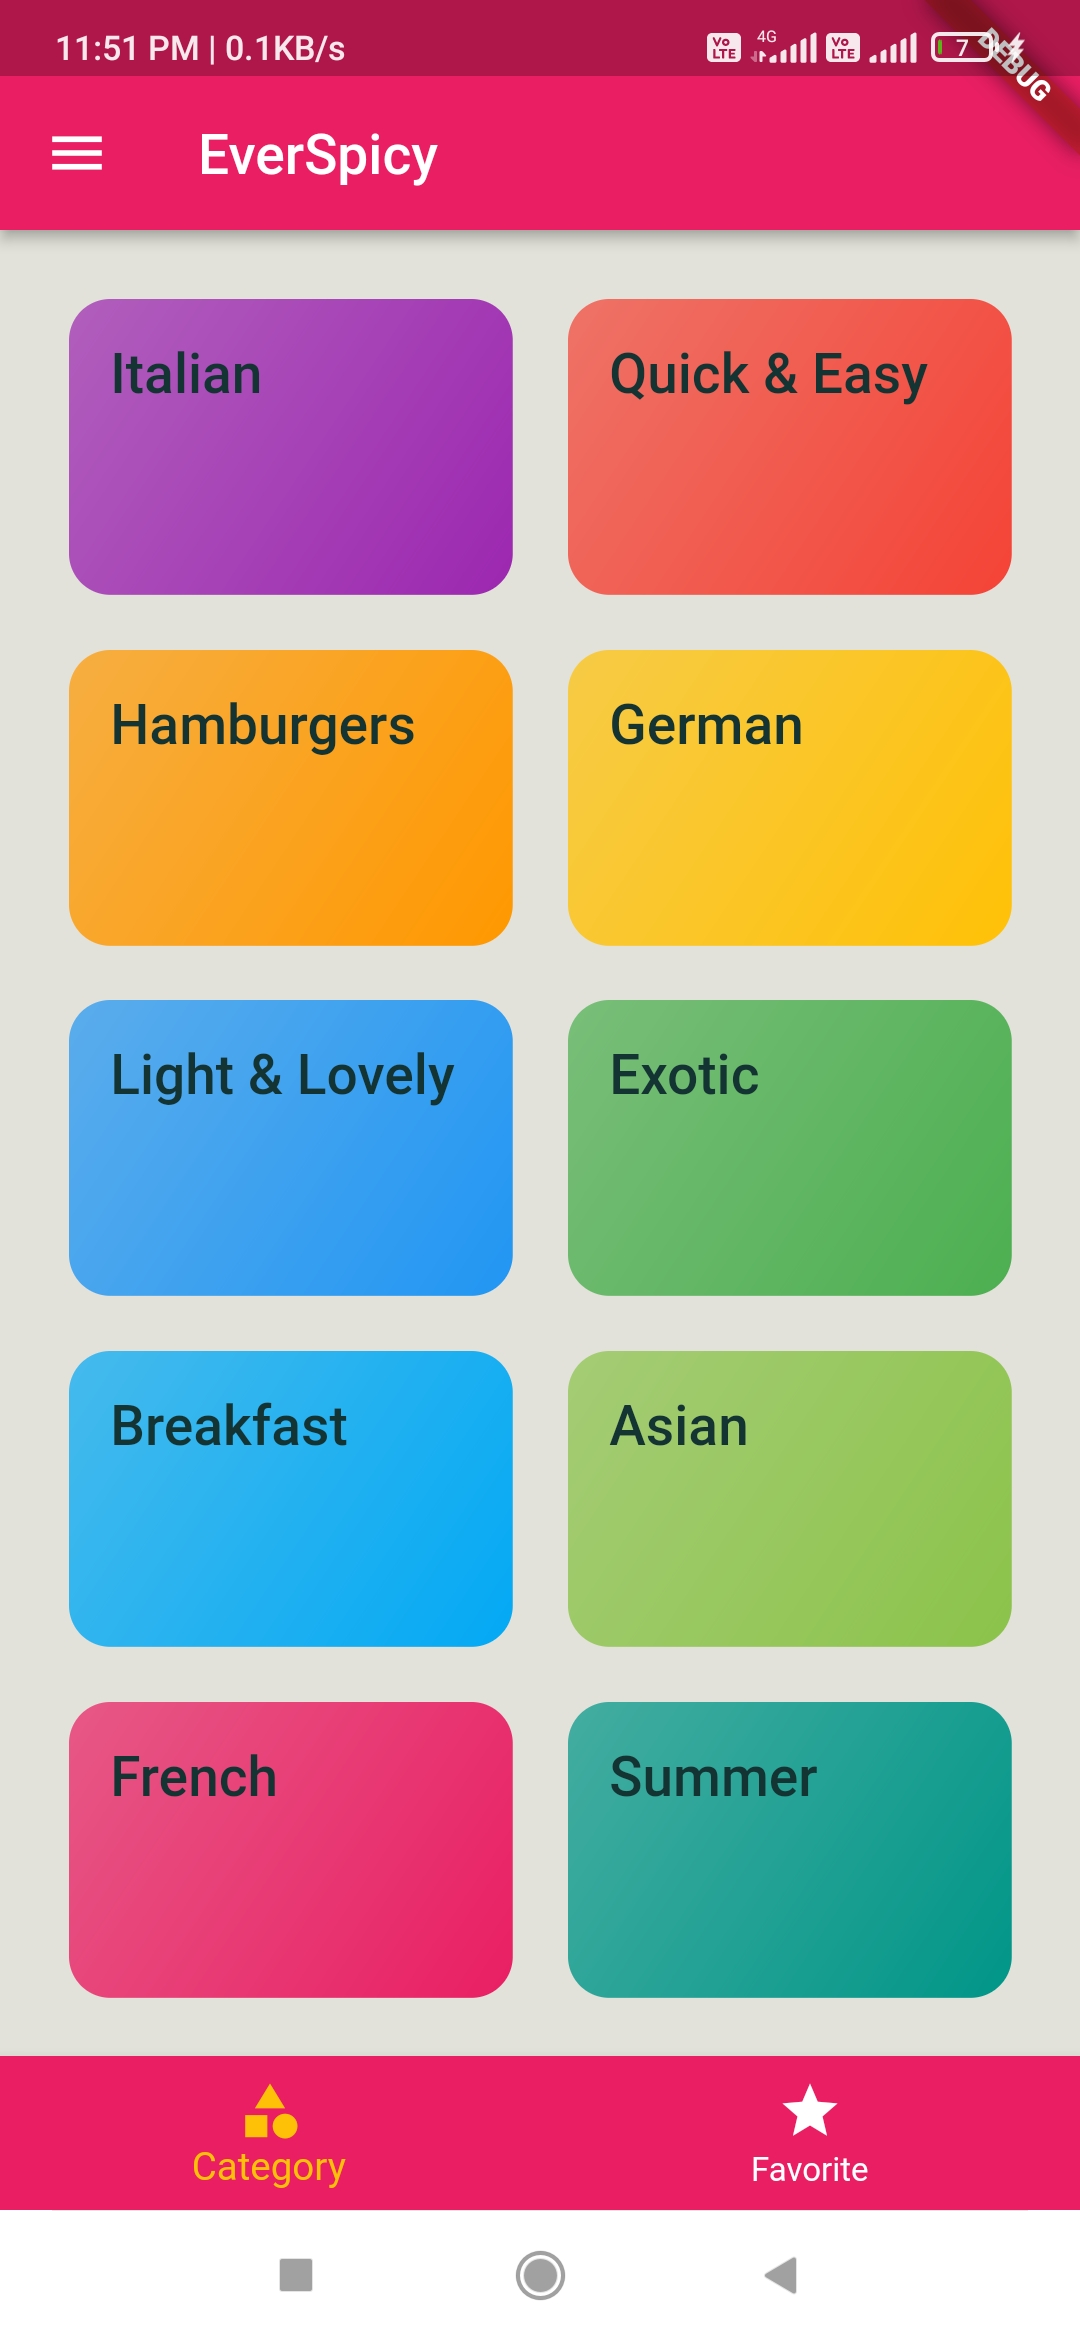 11:51 PM | 0.1KB/s
Vo LTE 4G Vo LTE 7
DEBUG
EverSpicy
Italian
Quick & Easy
Hamburgers
German
Light & Lovely
Exotic
Breakfast
Asian
French
Summer
Category
Favorite